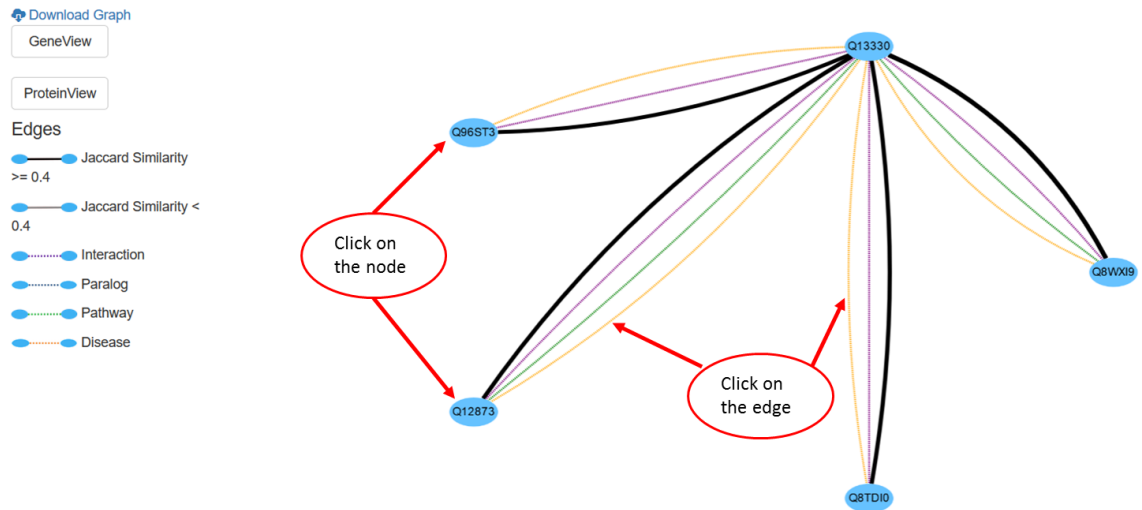 Download Graph
GeneView
ProteinView
Edges
Jaccard Similarity
>= 0.4
Jaccard Similarity <
0.4
Interaction
Paralog
Pathway
Disease
Q13330
Q96ST3
Click on
the node
Q8WXI9
Click on
the edge
Q12873
Q8TDI0